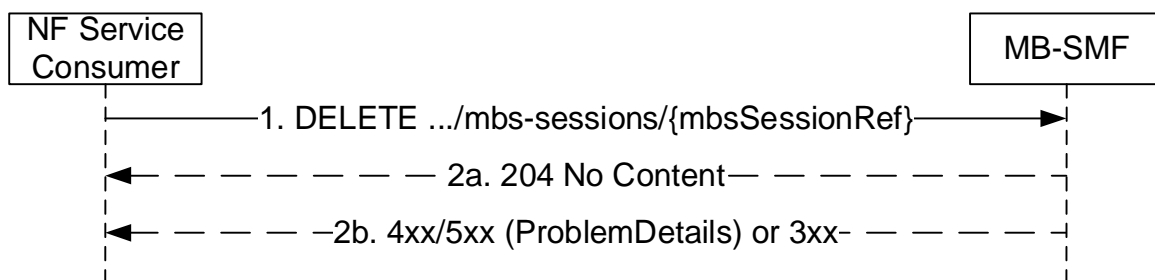 NF Service
Consumer
MB-SMF
1. DELETE .../mbs-sessions/{mbsSessionRef}
2a. 204 No Content
2b. 4xx/5xx (ProblemDetails) or 3xx